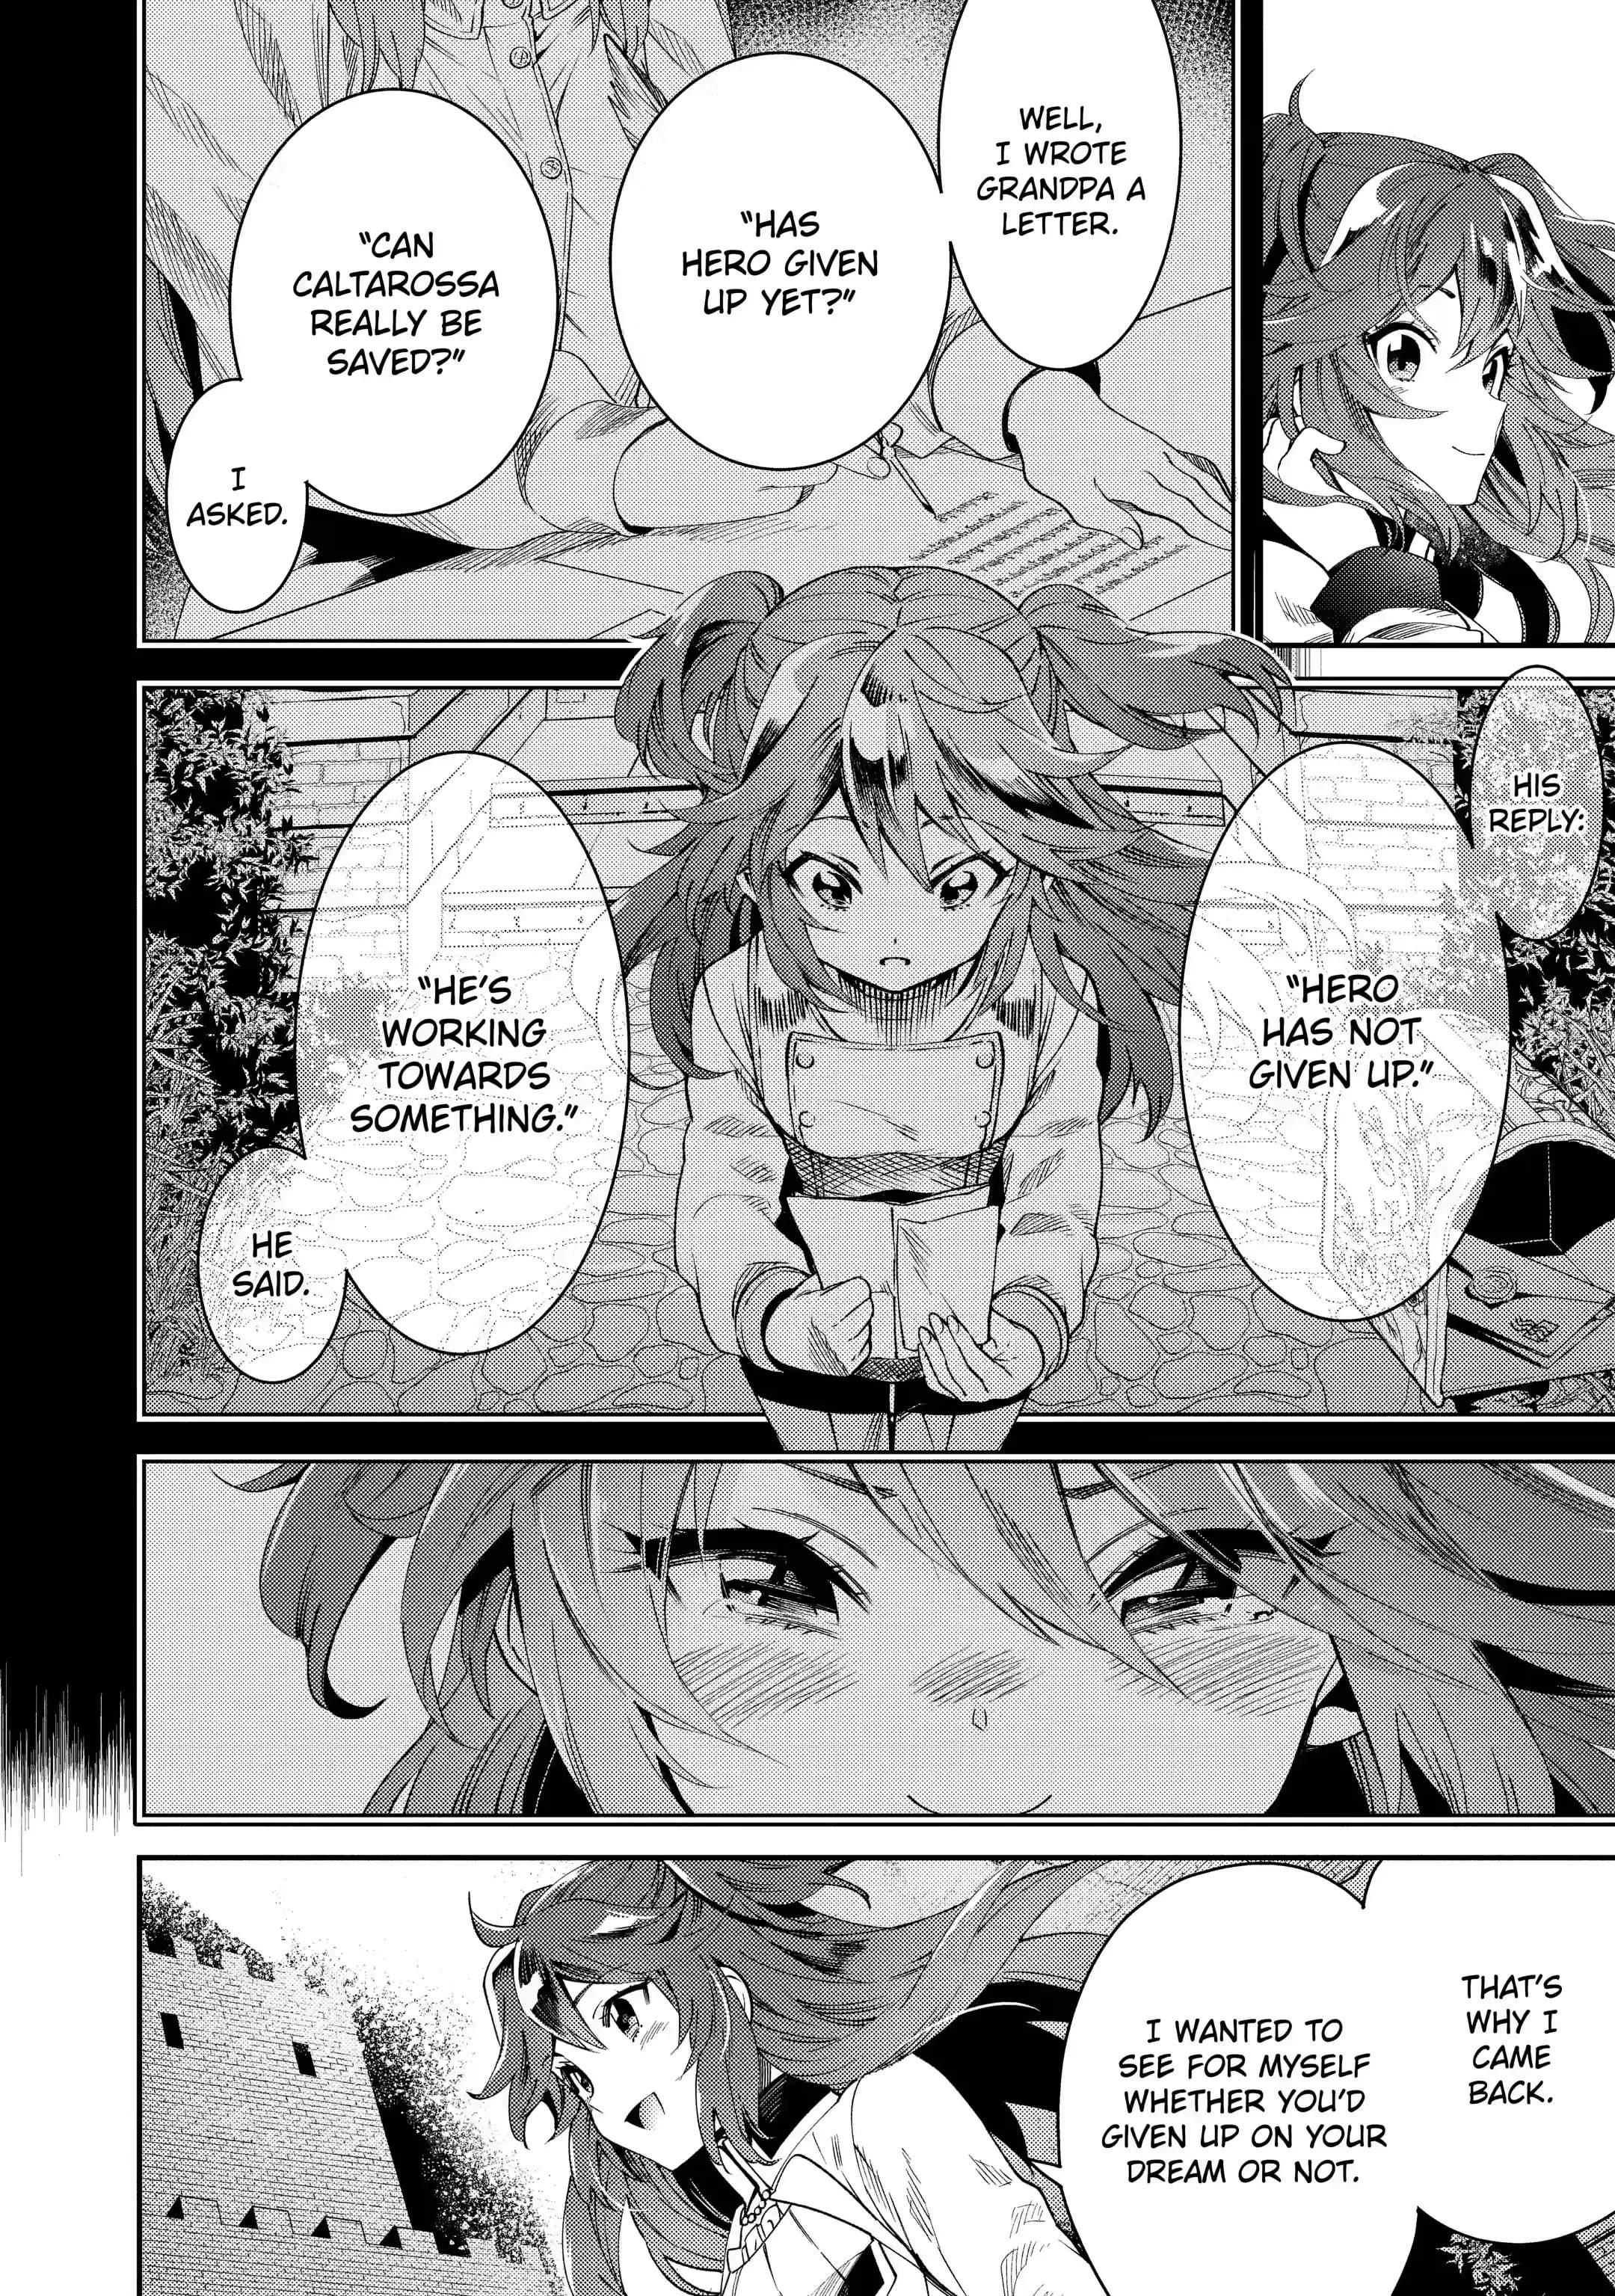 WELL,
I WROTE
GRANDPA A
LETTER.
"HAS
HERO GIVEN
UP YET?"
"CAN
CALTAROSSA
REALLY BE
SAVED?"
I
ASKED.
HIS
REPLY:
"HERO
HAS NOT
GIVEN UP."
"HE'S
WORKING
TOWARDS
SOMETHING."
HE
SAID.
THAT'S
WHY I
CAME
BACK.
I WANTED TO
SEE FOR MYSELF
WHETHER YOU'D
GIVEN UP ON YOUR
DREAM OR NOT.